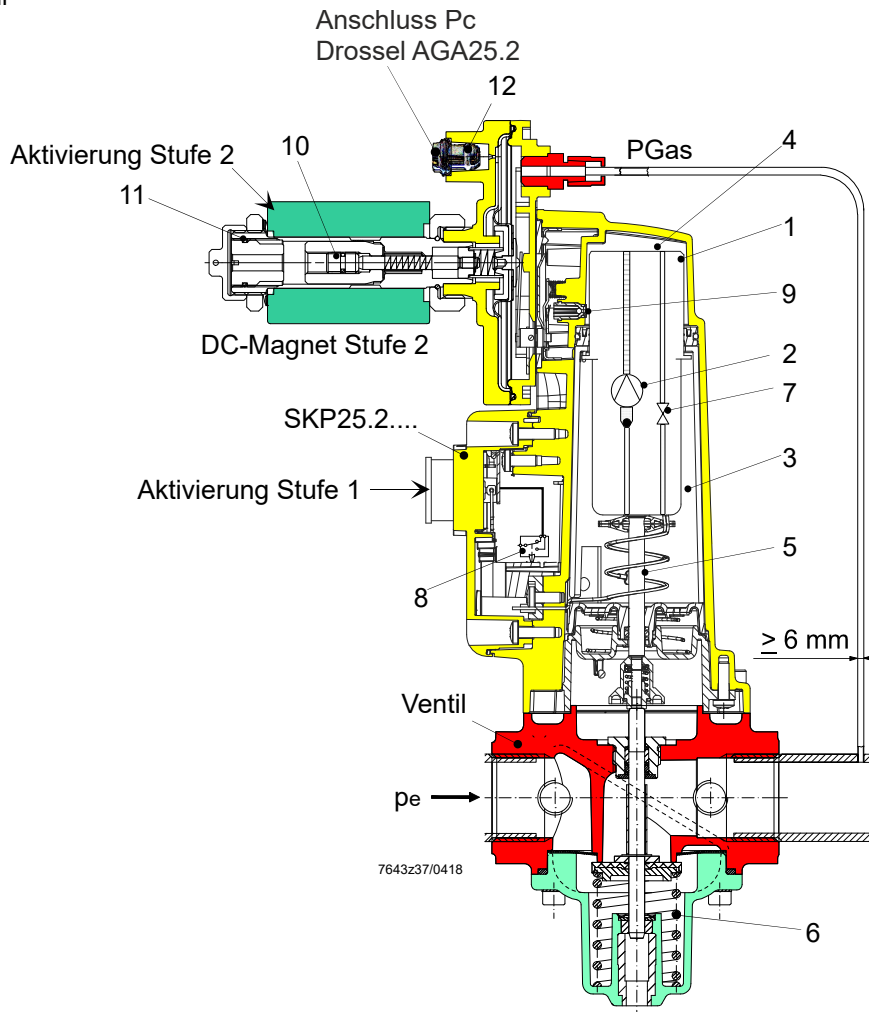 Anschluss Pc
Drossel AGA25.2
12
PGas
4
Aktivierung Stufe 2
10
11
1
9
DC-Magnet Stufe 2
2
7
SKP25.2....
3
Aktivierung Stufe 1
5
8
≥ 6 mm
Ventil
pe
7643z37/0418
6